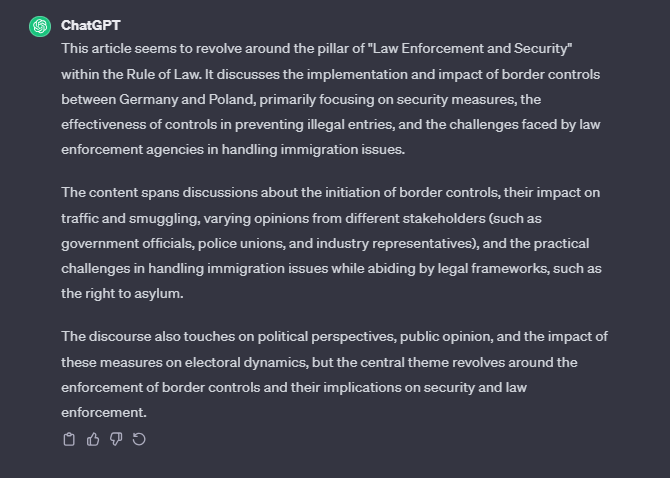 ChatGPT
This article seems to revolve around the pillar of "Law Enforcement and Security"
within the Rule of Law. It discusses the implementation and impact of border controls
between Germany and Poland, primarily focusing on security measures, the
effectiveness of controls in preventing illegal entries, and the challenges faced by law
enforcement agencies in handling immigration issues.
The content spans discussions about the initiation of border controls, their impact on
traffic and smuggling, varying opinions from different stakeholders (such as
government officials, police unions, and industry representatives), and the practical
challenges in handling immigration issues while abiding by legal frameworks, such as
the right to asylum.
The discourse also touches on political perspectives, public opinion, and the impact of
these measures on electoral dynamics, but the central theme revolves around the
enforcement of border controls and their implications on security and law
enforcement.